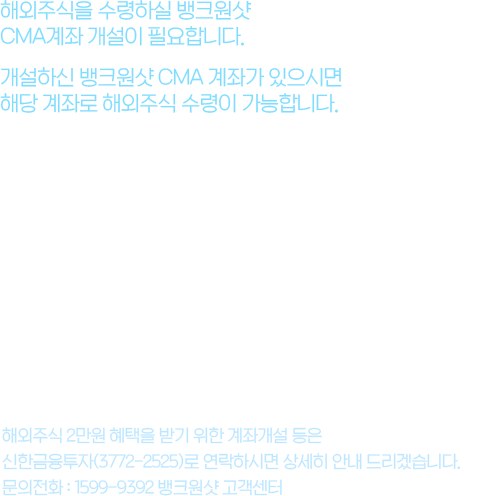 해외주식을 수령하실 뱅크원샷
CMA계좌 개설이 필요합니다.
개설하신 뱅크원샷 CMA 계좌가 있으시면
해당 계좌로 해외주식 수령이 가능합니다.
해외주식 2만원 혜택을 받기 위한 계좌개설 등은
신한금융투자(3772-2525)로 연락하시면 상세히 안내 드리겠습니다.
문의전화 : 1599-9392 뱅크원샷 고객센터